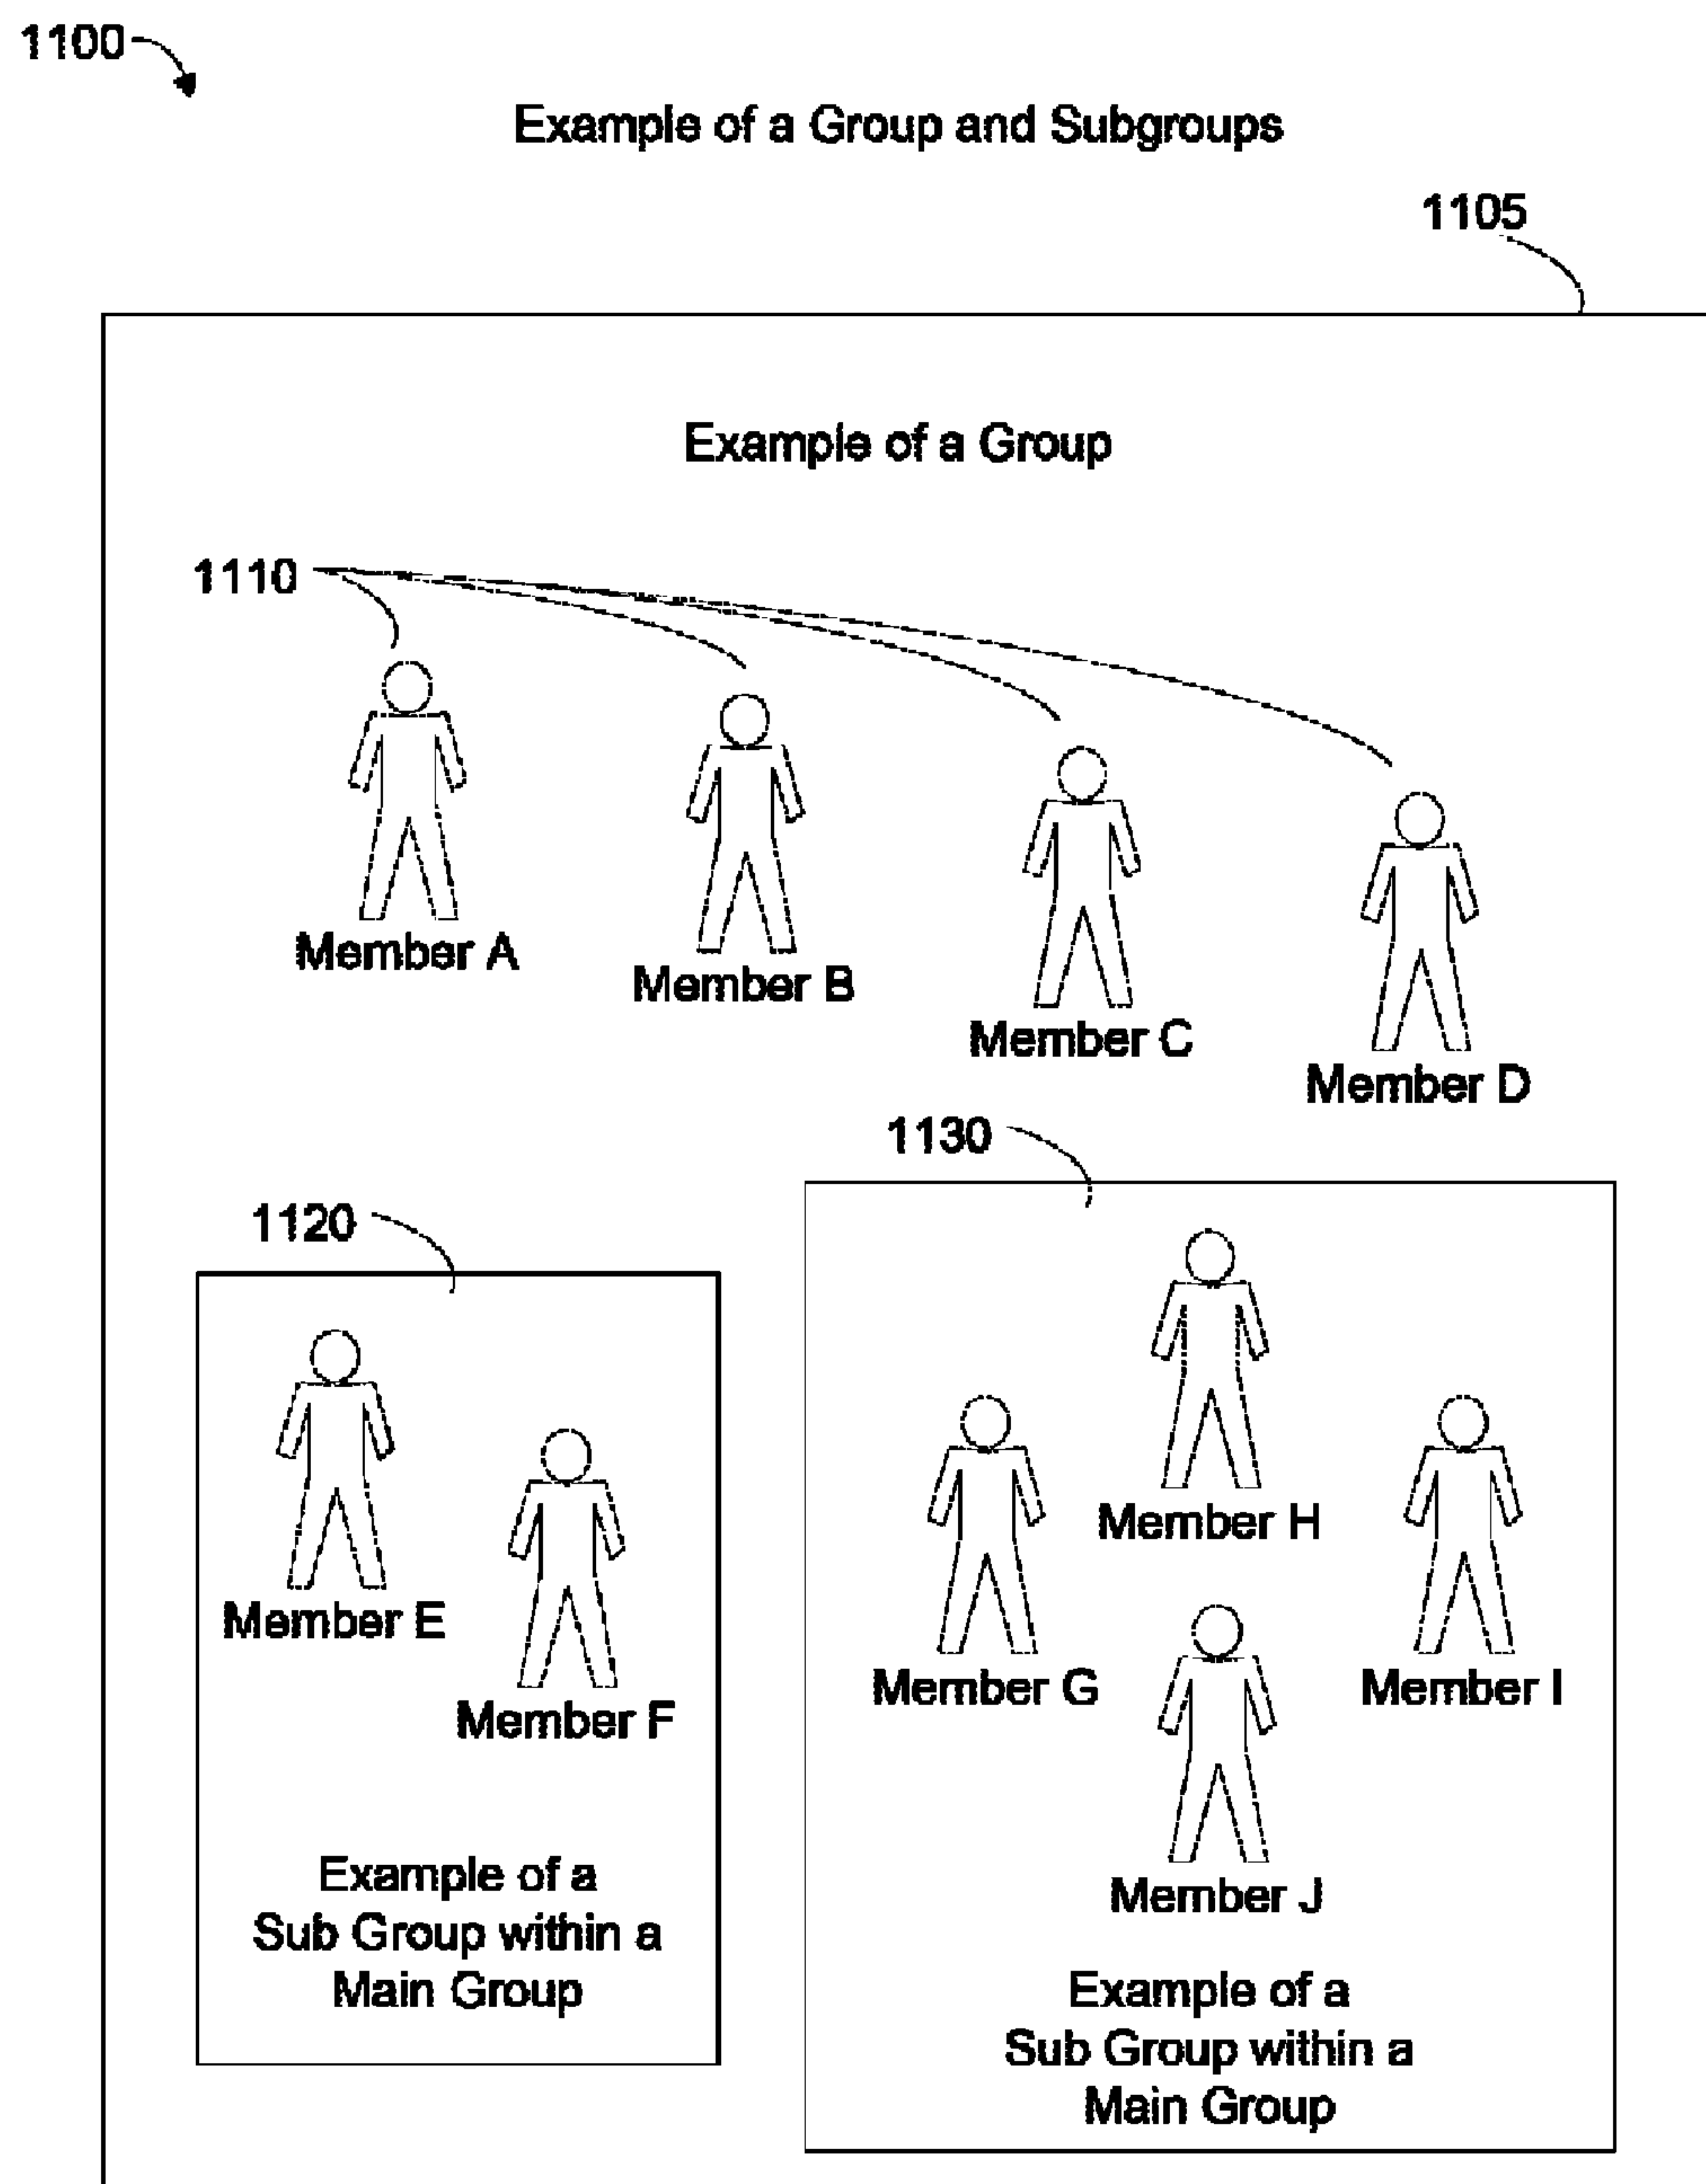 1100
Example of a Group and Subgroups
1105
Example of a Group
1110
Member A
Member B
Member C
Member D
1130
1120
Member H
Member E
Member G
Member I
Member F
Member J
Example of a
Sub Group within a
Main Group
Example of a
Sub Group within a
Main Group